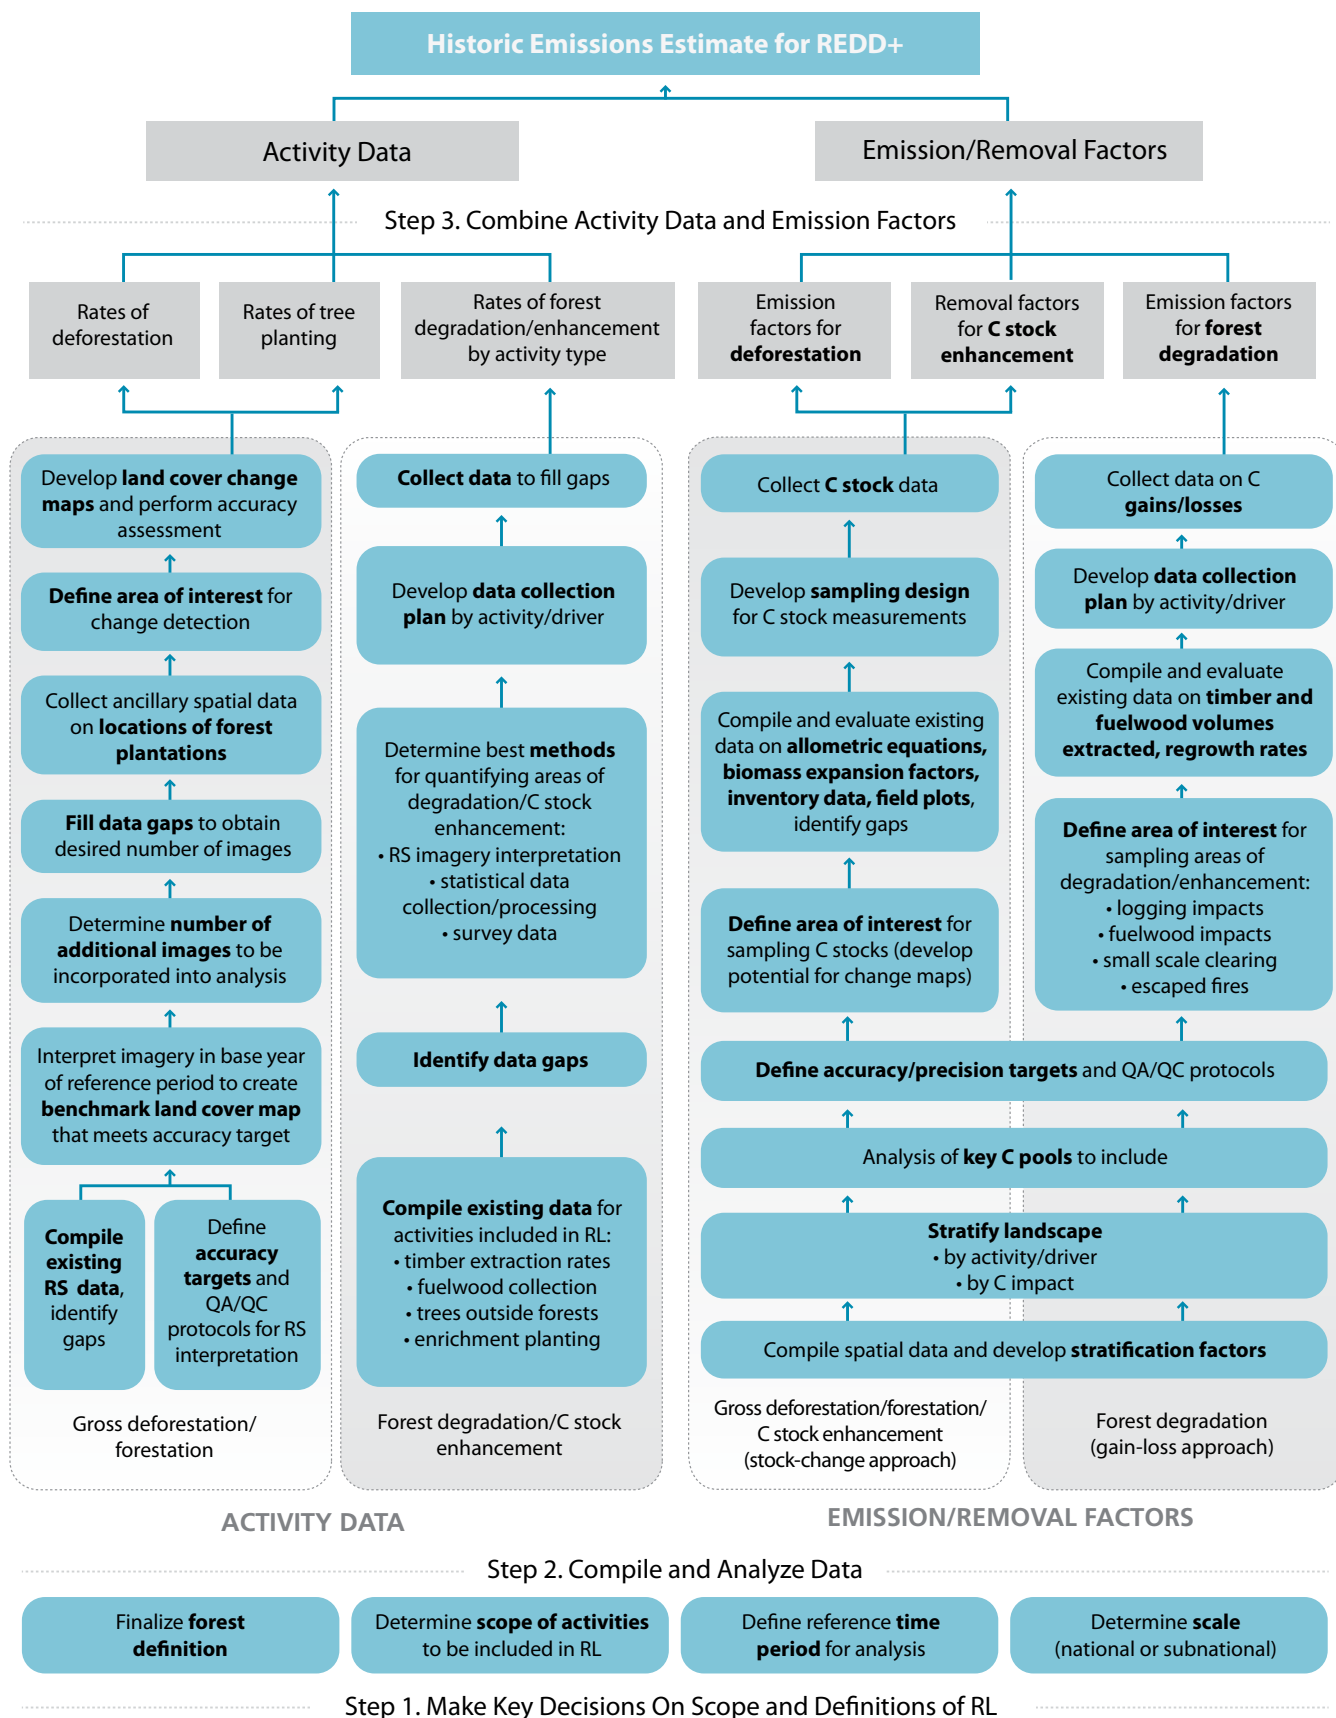 Historic Emissions Estimate for REDD+
Activity Data
Emission/Removal Factors
Step 3. Combine Activity Data and Emission Factors
Rates of
deforestation
Rates of tree
planting
Rates of forest
degradation/enhancement
by activity type
Emission
factors for
deforestation
Removal factors
for C stock
enhancement
Emission factors
for forest
degradation
Develop land cover change
maps and perform accuracy
assessment
Define area of interest for
change detection
Collect ancillary spatial data
on locations of forest
plantations
Fill data gaps to obtain
desired number of images
Determine number of
additional images to be
incorporated into analysis
Interpret imagery in base year
of reference period to create
benchmark land cover map
that meets accuracy target
Compile
existing
RS data,
identify
gaps
Define
accuracy
targets and
QA/QC
protocols for RS
interpretation
Gross deforestation/
forestation
Collect data to fill gaps
Develop data collection
plan by activity/driver
Determine best methods
for quantifying areas of
degradation/C stock
enhancement:
• RS imagery interpretation
• statistical data
collection/processing
• survey data
Identify data gaps
Compile existing data for
activities included in RL:
• timber extraction rates
• fuelwood collection
• trees outside forests
• enrichment planting
Forest degradation/C stock
enhancement
Collect C stock data
Develop sampling design
for C stock measurements
Compile and evaluate existing
data on allometric equations,
biomass expansion factors,
inventory data, field plots,
identify gaps
Define area of interest for
sampling C stocks (develop
potential for change maps)
Collect data on C
gains/losses
Develop data collection
plan by activity/driver
Compile and evaluate
existing data on timber and
fuelwood volumes
extracted, regrowth rates
Define area of interest for
sampling areas of
degradation/enhancement:
• logging impacts
• fuelwood impacts
• small scale clearing
• escaped fires
Define accuracy/precision targets and QA/QC protocols
Analysis of key C pools to include
Stratify landscape
• by activity/driver
• by C impact
Compile spatial data and develop stratification factors
Gross deforestation/forestation/
C stock enhancement
(stock-change approach)
Forest degradation
(gain-loss approach)
ACTIVITY DATA
EMISSION/REMOVAL FACTORS
Step 2. Compile and Analyze Data
Finalize forest
definition
Determine scope of activities
to be included in RL
Define reference time
period for analysis
Determine scale
(national or subnational)
Step 1. Make Key Decisions On Scope and Definitions of RL